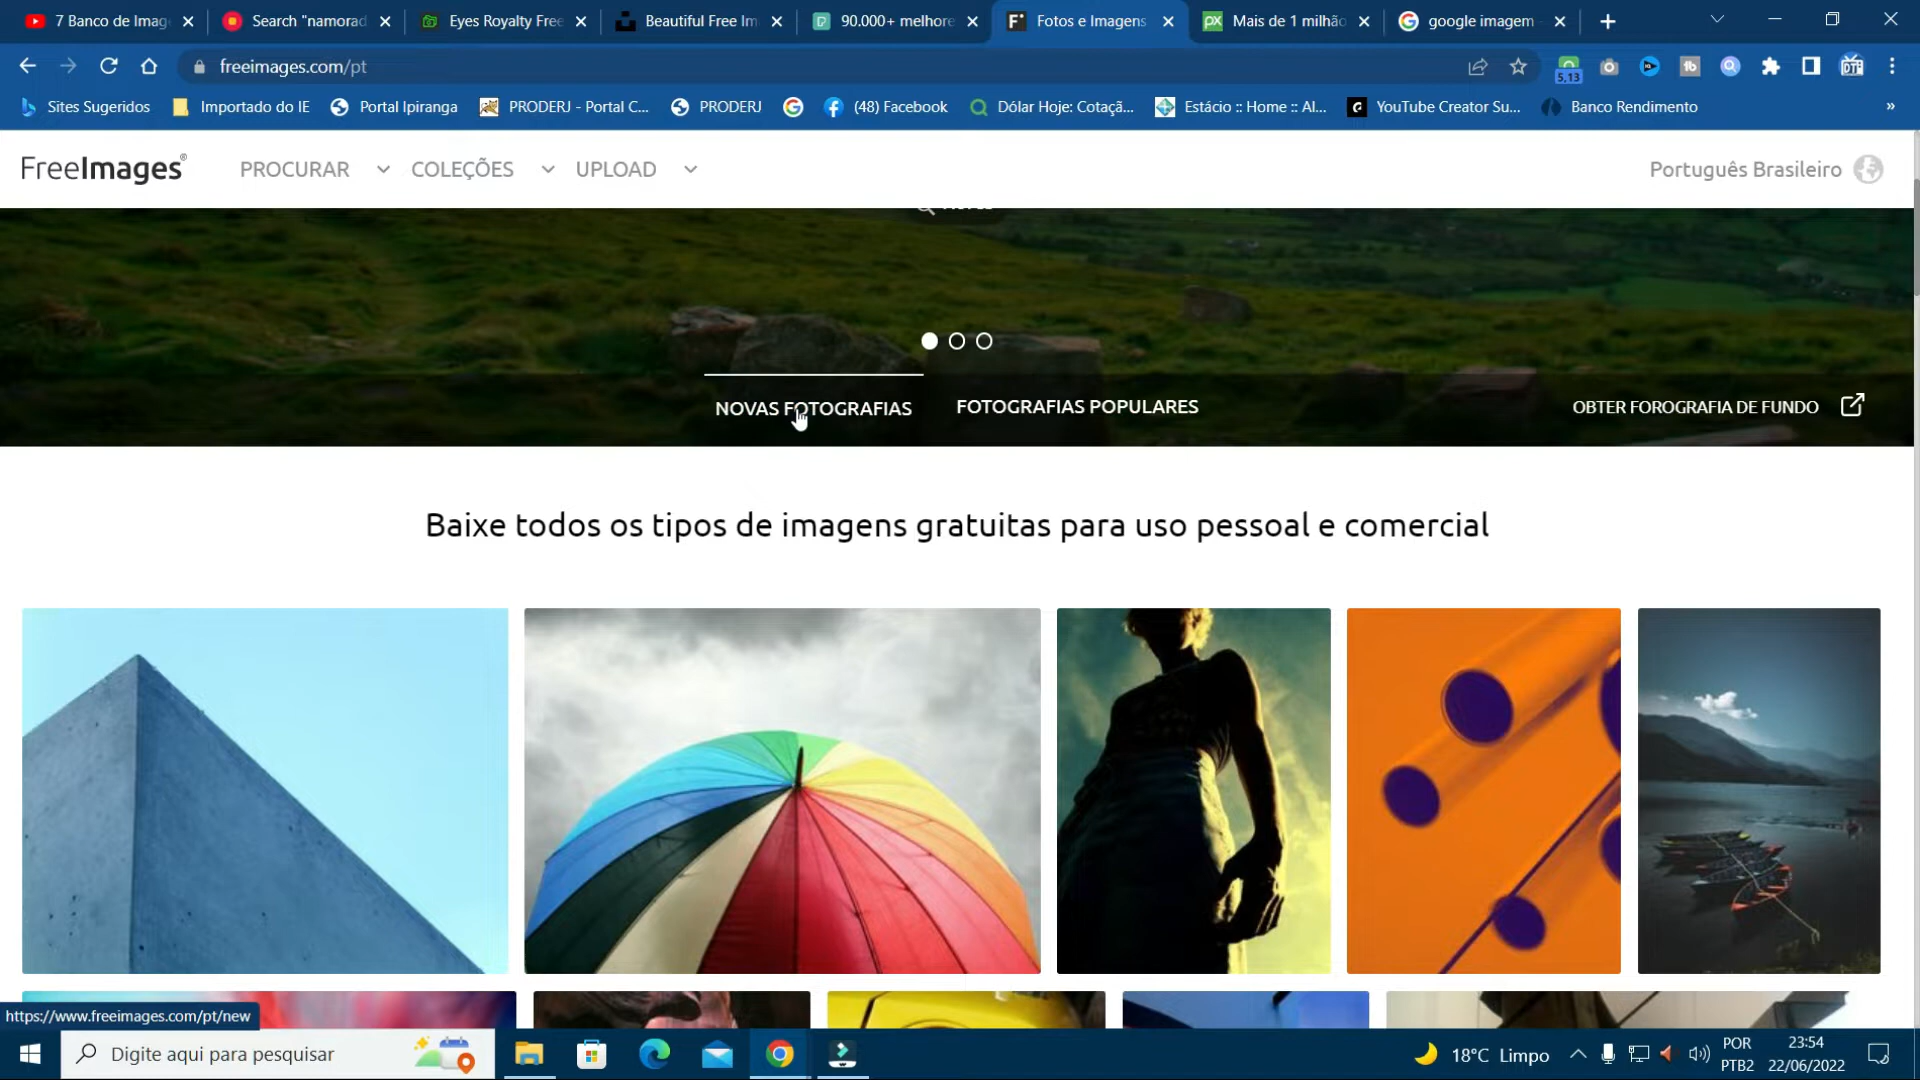 7 Banco de Imag
Search "namorad
Eyes Royalty Free
Beautiful Free Im
90.000+ melhore
Fotos e Imagens
Mais de 1 milhão
google imagem
freeimages.com/pt
5,13
Sites Sugeridos
Importado do IE
Portal Ipiranga
PRODERJ - Portal C...
PRODERJ
(48) Facebook
Dólar Hoje: Cotaçã...
Estácio :: Home :: Al...
YouTube Creator Su...
Banco Rendimento
»
FreeImages®
PROCURAR
COLEÇÕES
UPLOAD
Português Brasileiro
NOVAS FOTOGRAFIAS
FOTOGRAFIAS POPULARES
OBTER FOROGRAFIA DE FUNDO
Baixe todos os tipos de imagens gratuitas para uso pessoal e comercial
https://www.freeimages.com/pt/new
Digite aqui para pesquisar
18°C Limpo
POR
PTB2
23:54
22/06/2022